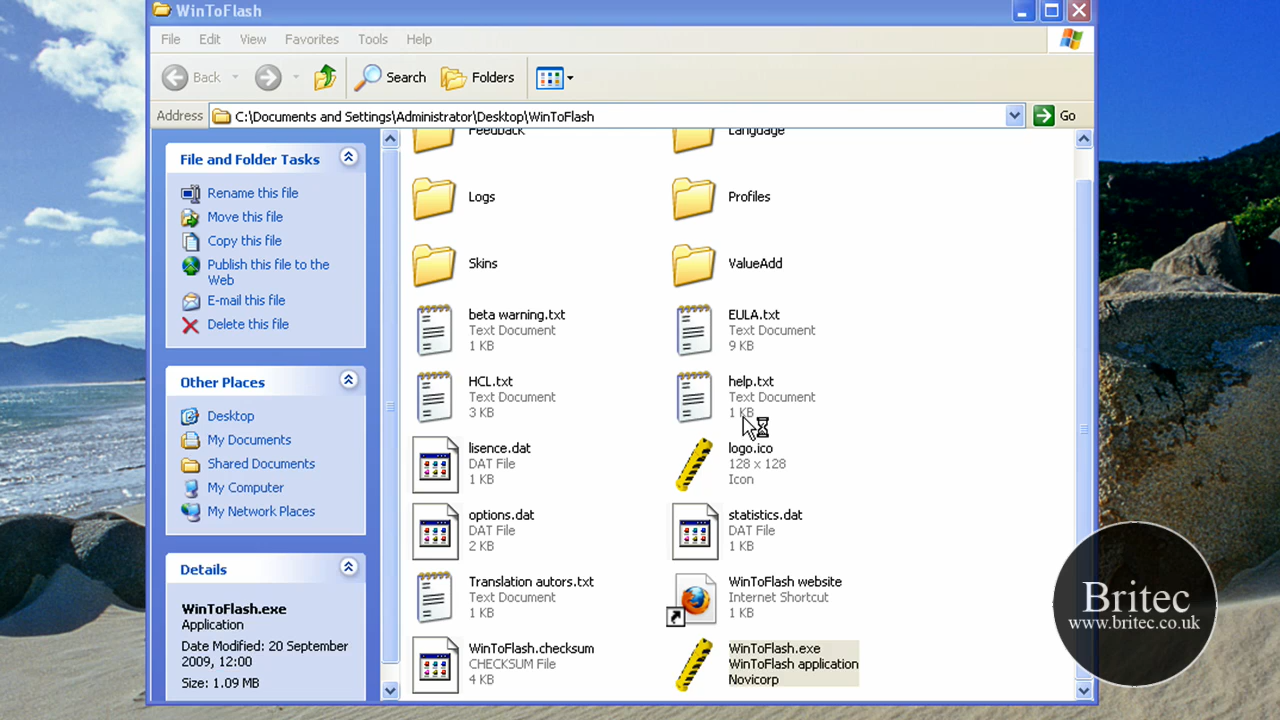 WinToFlash
File Edit View Favorites Tools Help
Back Search Folders
Address C:\Documents and Settings\Administrator\Desktop\WinToFlash Go
File and Folder Tasks
Rename this file
Move this file
Copy this file
Publish this file to the
Web
E-mail this file
Delete this file
Other Places
Desktop
My Documents
Shared Documents
My Computer
My Network Places
Details
WinToFlash.exe
Application
Date Modified: 20 September
2009, 12:00
Size: 1.09 MB
Feedback
Language
Logs
Profiles
Skins
ValueAdd
beta warning.txt
Text Document
1 KB
EULA.txt
Text Document
9 KB
HCL.txt
Text Document
3 KB
help.txt
Text Document
1 KB
lisence.dat
DAT File
1 KB
logo.ico
128 x 128
Icon
options.dat
DAT File
2 KB
statistics.dat
DAT File
1 KB
Translation autors.txt
Text Document
1 KB
WinToFlash website
Internet Shortcut
1 KB
WinToFlash.checksum
CHECKSUM File
4 KB
WinToFlash.exe
WinToFlash application
Novicorp
Britec
www.britec.co.uk